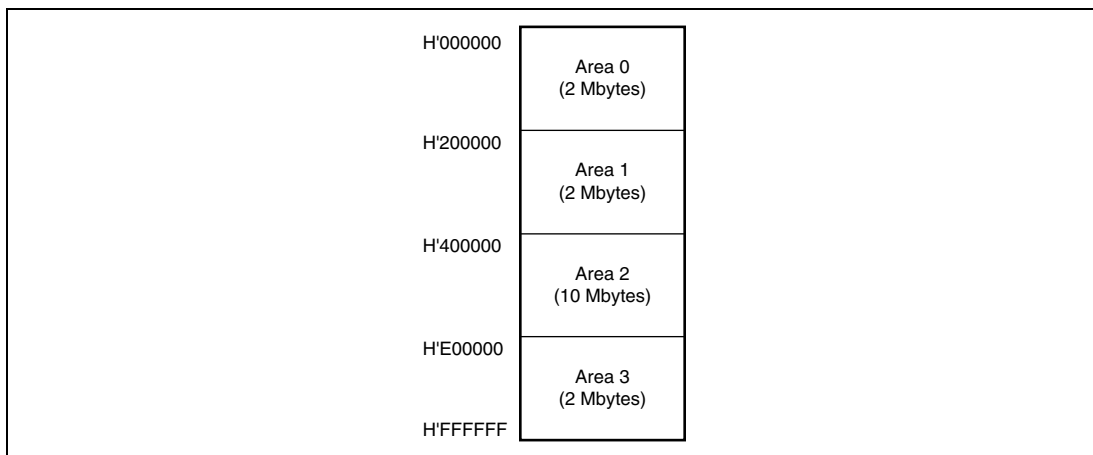 H'000000
Area 0
(2 Mbytes)
H'200000
Area 1
(2 Mbytes)
H'400000
Area 2
(10 Mbytes)
H'E00000
Area 3
(2 Mbytes)
H'FFFFFF